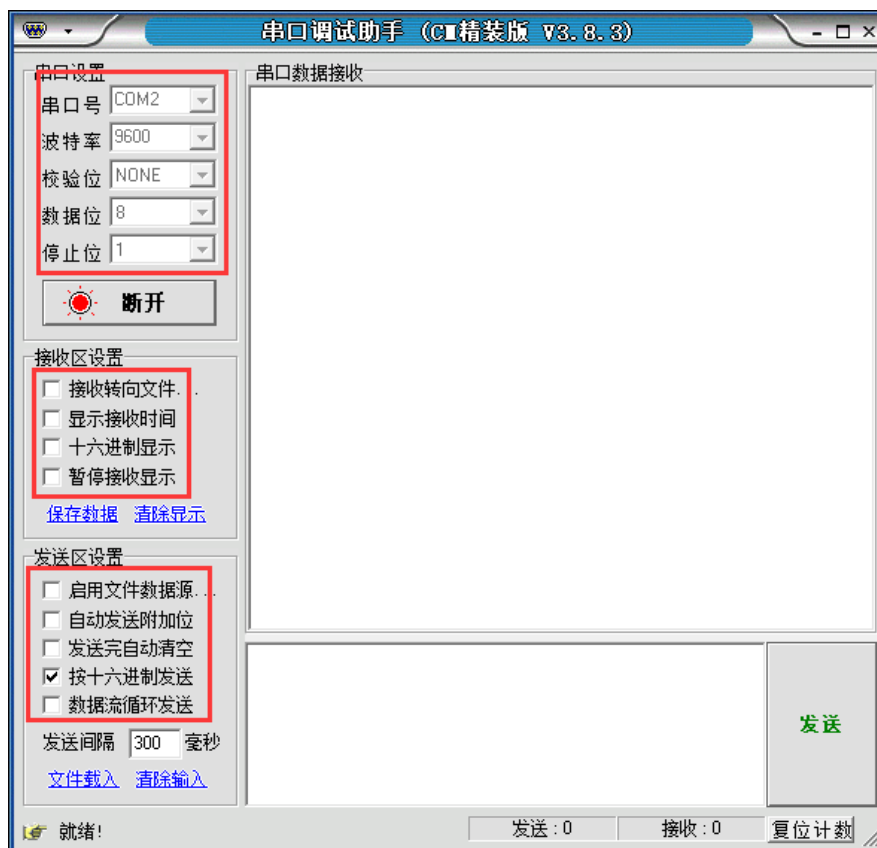 串口调试助手 (CM精装版 V3.8.3)
串口设置
串口号 COM2
波特率 9600
校验位 NONE
数据位 8
停止位 1
断开
接收区设置
接收转向文件...
显示接收时间
十六进制显示
暂停接收显示
保存数据 清除显示
发送区设置
启用文件数据源...
自动发送附加位
发送完自动清空
按十六进制发送
数据流循环发送
发送间隔 300 毫秒
文件载入 清除输入
串口数据接收
发送
就绪!
发送:0
接收:0
复位计数